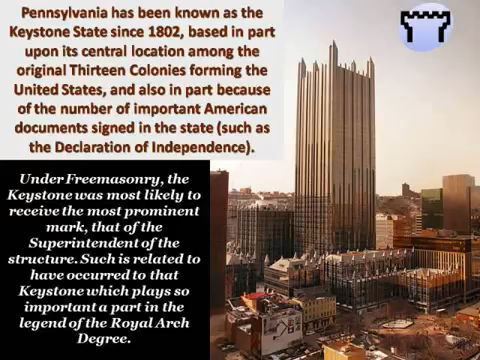 Pennsylvania has been known as the
Keystone State since 1802, based in part
upon its central location among the
original Thirteen Colonies forming the
United States, and also in part because
of the number of important American
documents signed in the state (such as
the Declaration of Independence).
Under Freemasonry, the
Keystone was most likely to
receive the most prominent
mark, that of the
Superintendent of the
structure. Such is related to
have occurred to that
Keystone which plays so
important a part in the
legend of the Royal Arch
Degree.